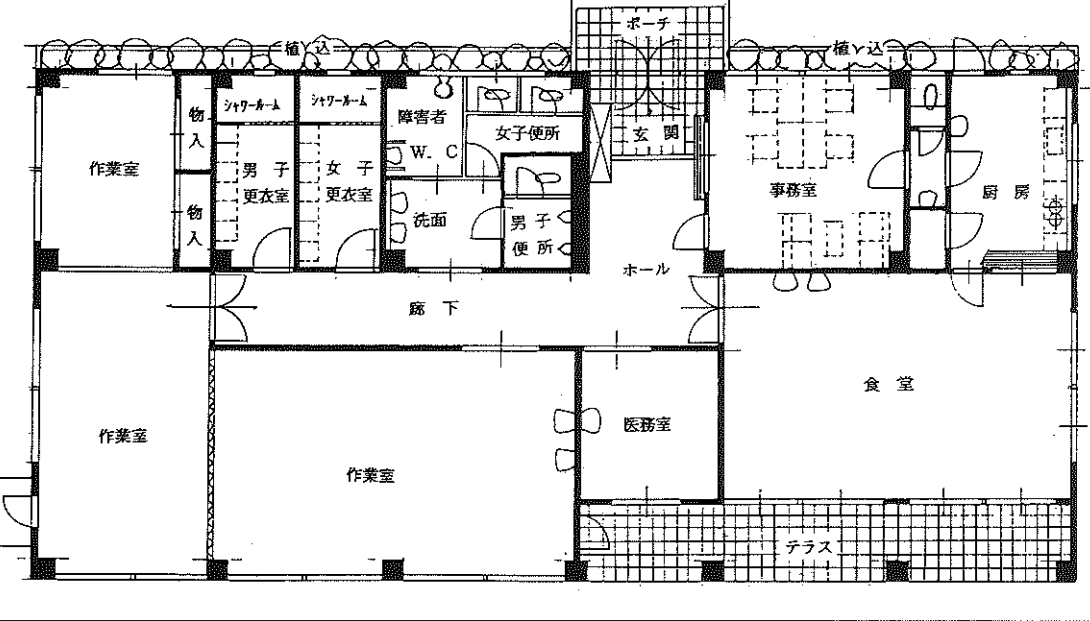 ポーチ
植込
植込
シャワールーム
シャワールーム
物
入
障害者
W.C
女子便所
玄関
作業室
男子
更衣室
女子
更衣室
事務室
厨房
物
入
洗面
男子
便所
ホール
廊下
食堂
作業室
医務室
作業室
テラス